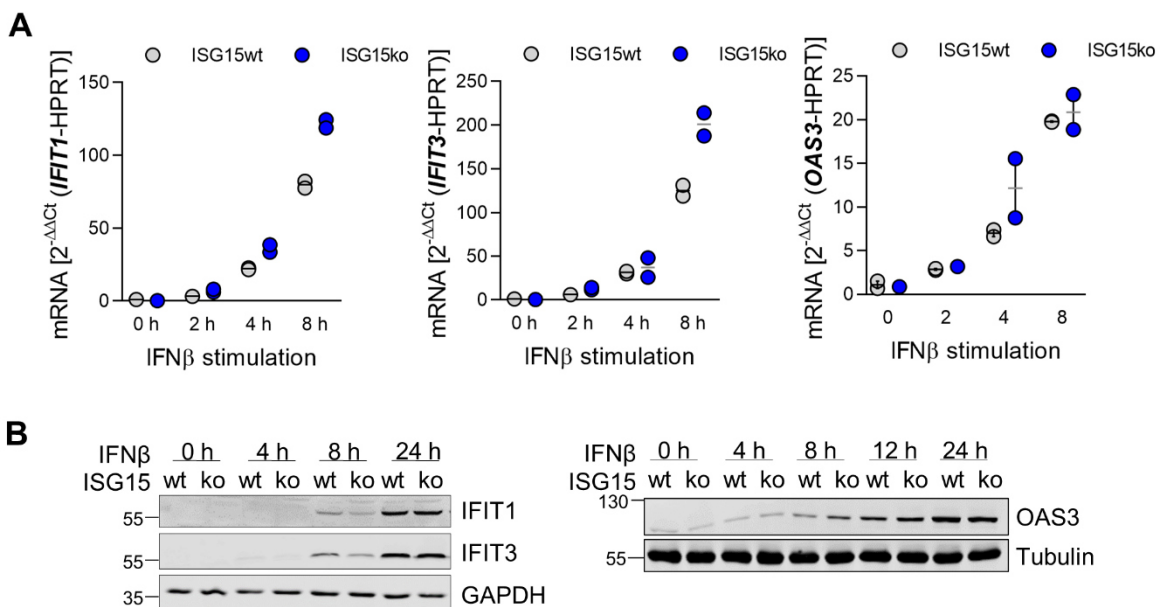 A
ISG15wt ISG15ko
mRNA [2^-ΔΔCt (IFIT1-HPRT]
150
100
50
0
0 h 2 h 4 h 8 h
IFNβ stimulation
ISG15wt ISG15ko
mRNA [2^-ΔΔCt (IFIT3-HPRT)]
250
200
150
100
50
0
0 h 2 h 4 h 8 h
IFNβ stimulation
ISG15wt ISG15ko
mRNA [2^-ΔΔCt (OAS3-HPRT)]
25
20
15
10
5
0
0 2 4 8
IFNβ stimulation
B
IFNβ 0 h 4 h 8 h 24 h
ISG15 wt ko wt ko wt ko wt ko
55 IFIT1
55 IFIT3
35 GAPDH
IFNβ 0 h 4 h 8 h 12 h 24 h
ISG15 wt ko wt ko wt ko wt ko wt ko
130
OAS3
55 Tubulin